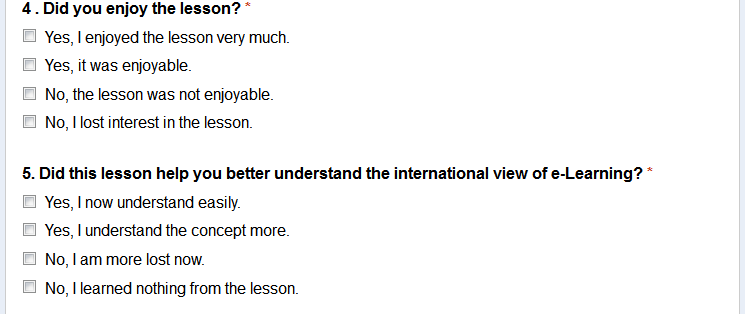 4 . Did you enjoy the lesson? *
Yes, I enjoyed the lesson very much.
Yes, it was enjoyable.
No, the lesson was not enjoyable.
No, I lost interest in the lesson.
5. Did this lesson help you better understand the international view of e-Learning? *
Yes, I now understand easily.
Yes, I understand the concept more.
No, I am more lost now.
No, I learned nothing from the lesson.